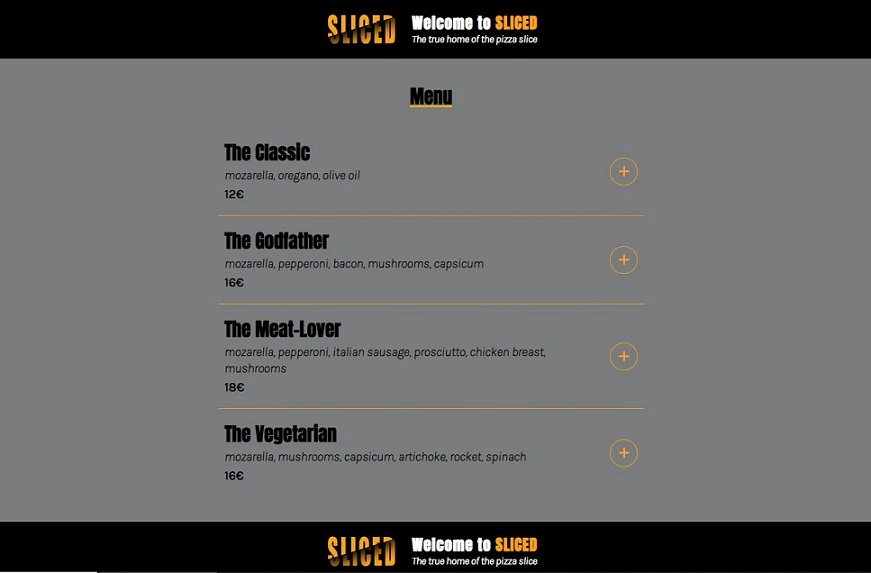 SLICED
Welcome to SLICED
The true home of the pizza slice
Menu
The Classic
mozarella, oregano, olive oil
12€
The Godfather
mozarella, pepperoni, bacon, mushrooms, capsicum
16€
The Meat-Lover
mozarella, pepperoni, italian sausage, prosciutto, chicken breast,
mushrooms
18€
The Vegetarian
mozarella, mushrooms, capsicum, artichoke, rocket, spinach
16€
SLICED
Welcome to SLICED
The true home of the pizza slice